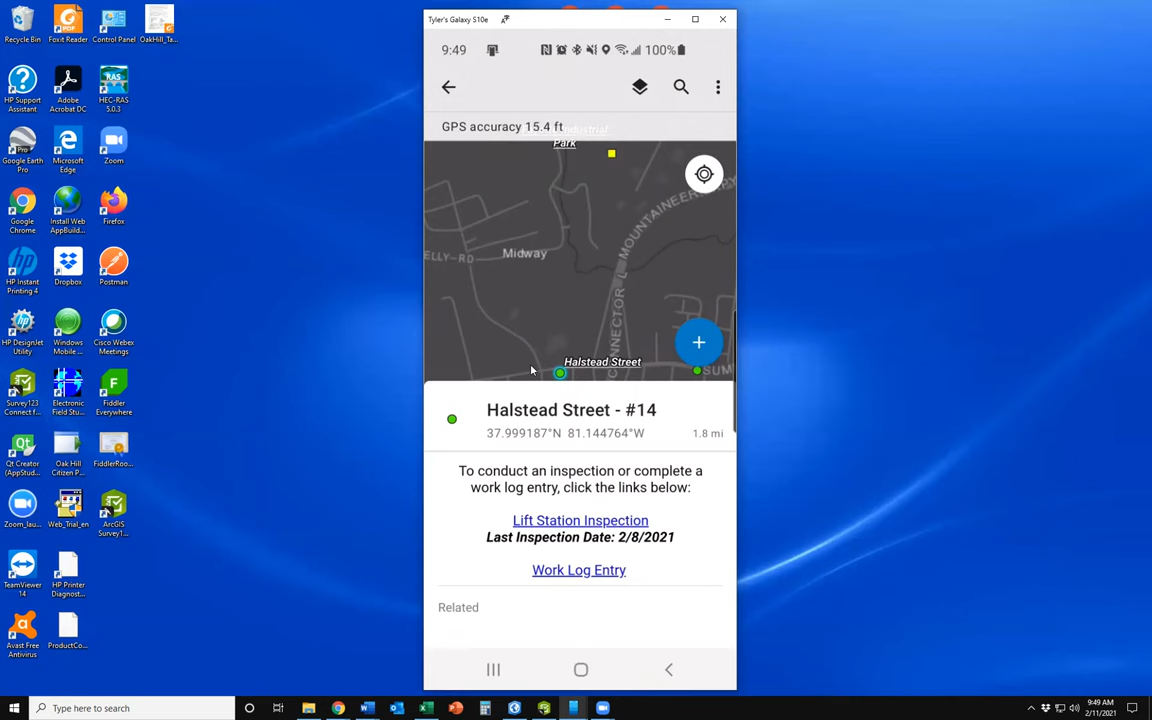 Recycle Bin
Foxit Reader
Control Panel
OakHill_Ta...
HP Support
Assistant
Adobe
Acrobat DC
HEC-RAS
5.0.3
Google Earth
Pro
Microsoft
Edge
Zoom
Google
Chrome
Install Web
AppBuild...
Firefox
HP Instant
Printing 4
Dropbox
Postman
HP DesignJet
Utility
Windows
Mobile ...
Cisco Webex
Meetings
Survey123
Connect f...
Electronic
Field Stu...
Fiddler
Everywhere
Qt Creator
(AppStud...
Oak Hill
Citizen P...
FiddlerRoo...
Zoom_lau...
Web_Trial_en
ArcGIS
Survey1...
TeamViewer
14
HP Printer
Diagnost...
Avast Free
Antivirus
ProductCo...
Tyler's Galaxy S10e
9:49
100%
GPS accuracy 15.4 ft
Industrial
Park
Midway
ELLY-RD
CONNECTOR
L
MOUNTAINEER
Halstead Street
SUM
Halstead Street - #14
37.999187°N 81.144764°W
1.8 mi
To conduct an inspection or complete a
work log entry, click the links below:
Lift Station Inspection
Last Inspection Date: 2/8/2021
Work Log Entry
Related
Type here to search
9:49 AM
2/11/2021